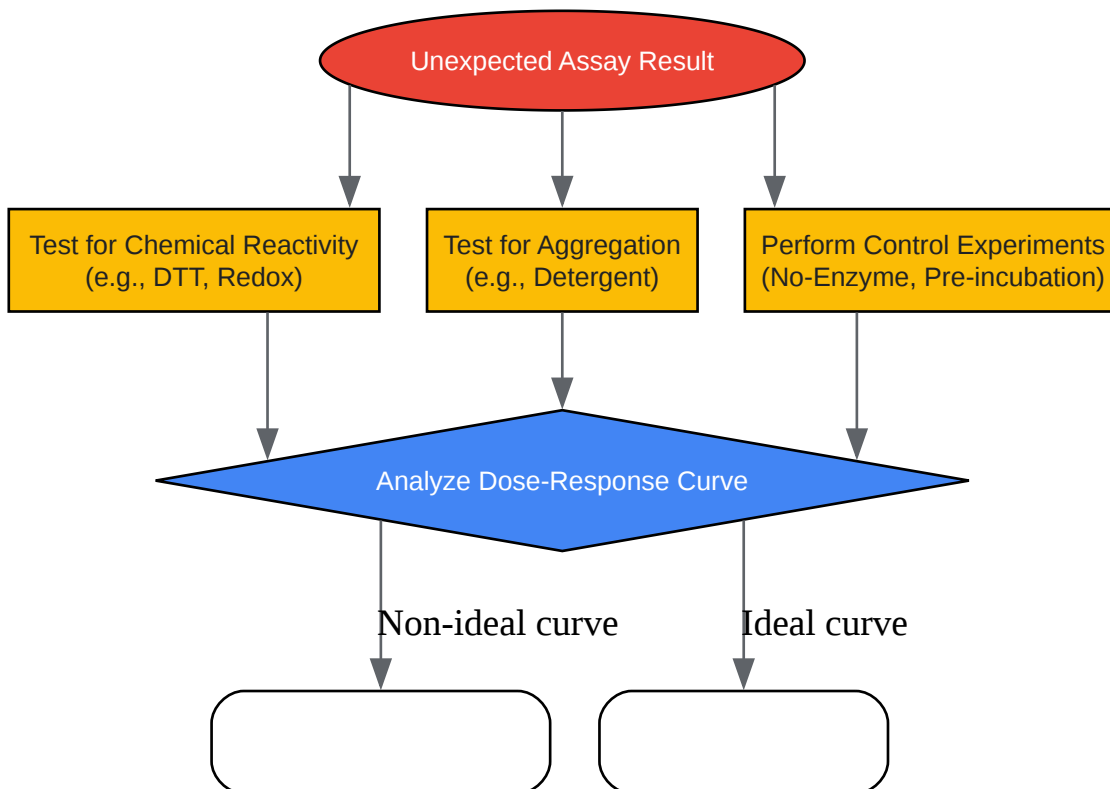 Unexpected Assay Result
Test for Chemical Reactivity
(e.g., DTT, Redox)
Test for Aggregation
(e.g., Detergent)
Perform Control Experiments
(No-Enzyme, Pre-incubation)
Analyze Dose-Response Curve
Non-ideal curve
Ideal curve